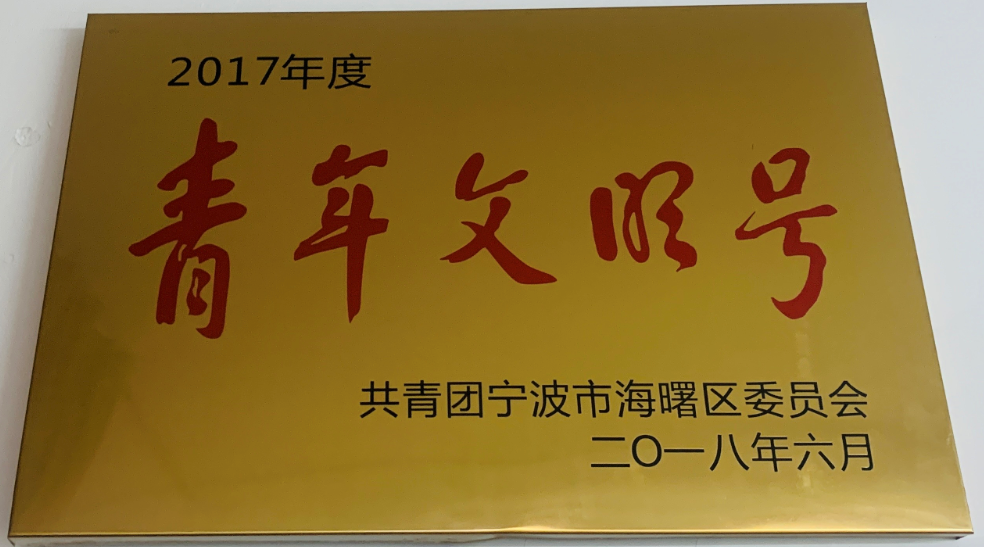 2017年度
青年文明号
共青团宁波市海曙区委员会
二〇一八年六月